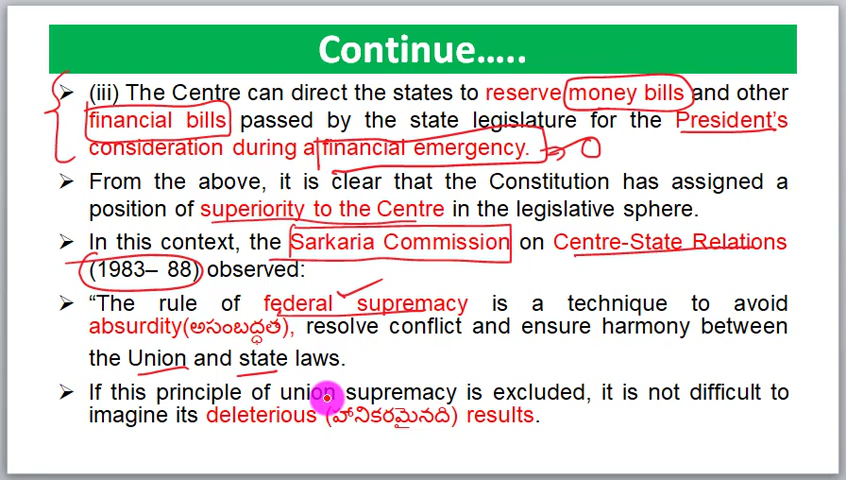 Continue.....
➢ (iii) The Centre can direct the states to reserve money bills and other
financial bills passed by the state legislature for the President's
consideration during a financial emergency.
➢ From the above, it is clear that the Constitution has assigned a
position of superiority to the Centre in the legislative sphere.
➢ In this context, the Sarkaria Commission on Centre-State Relations
(1983– 88) observed:
➢ “The rule of federal supremacy is a technique to avoid
absurdity(అసంబద్ధత), resolve conflict and ensure harmony between
the Union and state laws.
➢ If this principle of union supremacy is excluded, it is not difficult to
imagine its deleterious (హానికరమైనది) results.